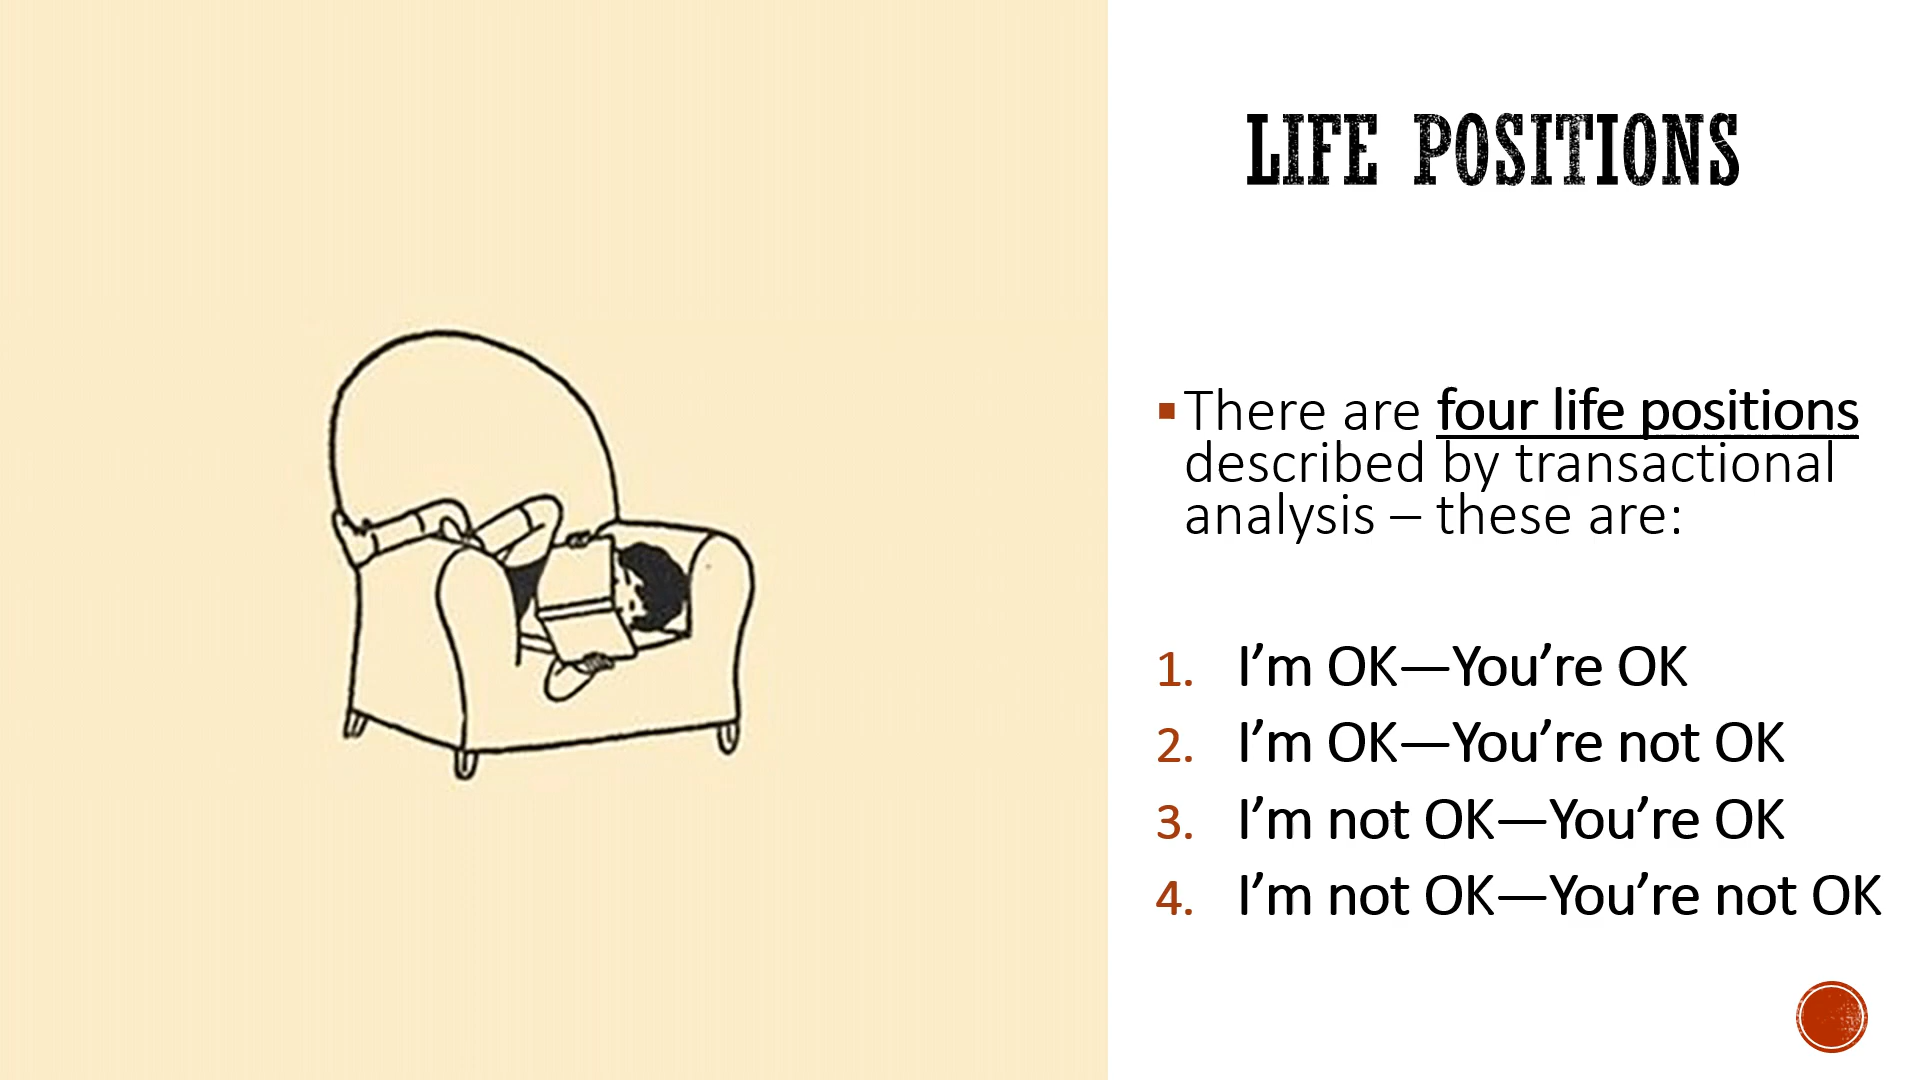 LIFE POSITIONS
▪There are four life positions
described by transactional
analysis – these are:
1. I’m OK—You’re OK
2. I’m OK—You’re not OK
3. I’m not OK—You’re OK
4. I’m not OK—You’re not OK